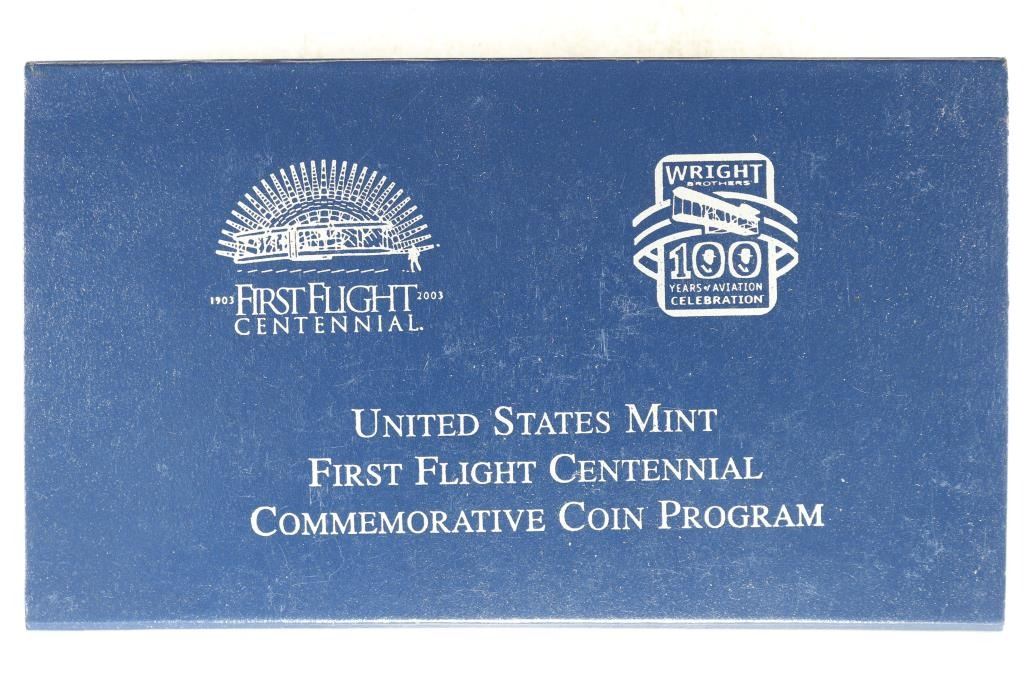 1903 FIRST FLIGHT 2003
CENTENNIAL.
WRIGHT
BROTHERS
100
YEARS of AVIATION
CELEBRATION
UNITED STATES MINT
FIRST FLIGHT CENTENNIAL
COMMEMORATIVE COIN PROGRAM